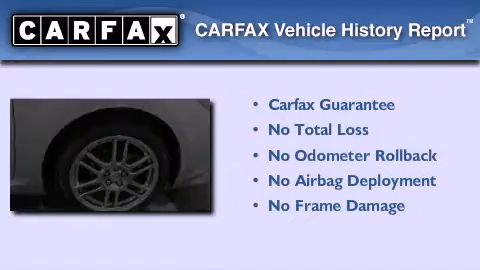 CARFAX® CARFAX Vehicle History Report™
• Carfax Guarantee
• No Total Loss
• No Odometer Rollback
• No Airbag Deployment
• No Frame Damage